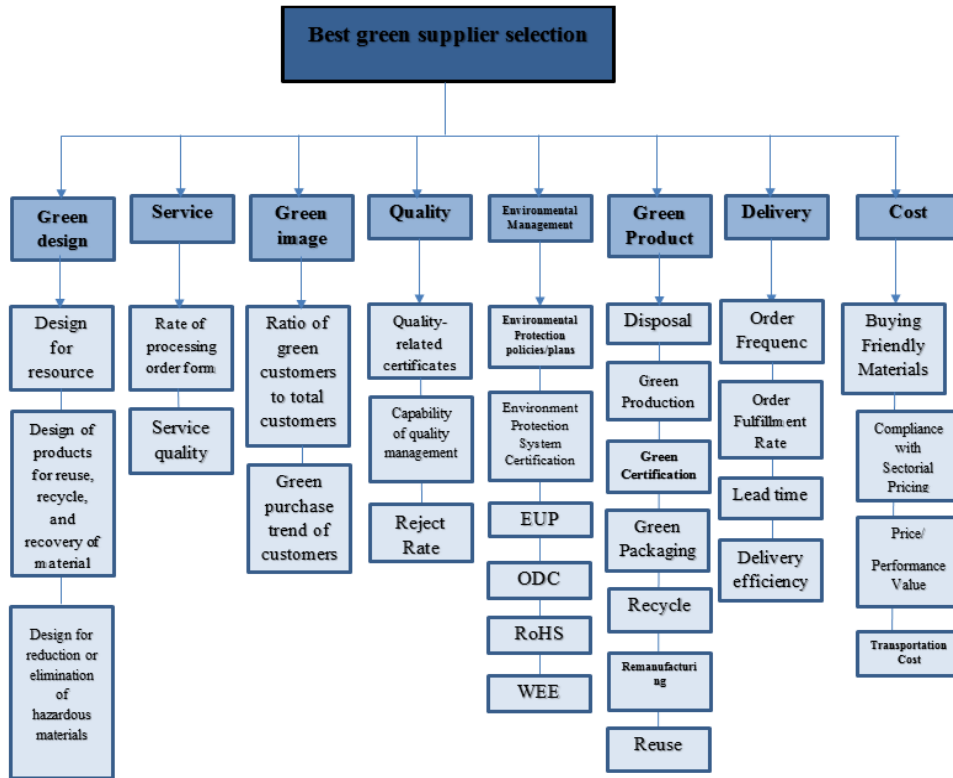 Best green supplier selection
Green
design
Service
Green
image
Quality
Environmental
Management
Green
Product
Delivery
Cost
Design
for
resource
Design of
products
for reuse,
recycle,
and
recovery of
material
Design for
reduction or
elimination
of
hazardous
materials
Rate of
processing
order form
Service
quality
Ratio of
green
customers
to total
customers
Green
purchase
trend of
customers
Quality-
related
certificates
Capability
of quality
management
Reject
Rate
Environmental
Protection
policies/plans
Environment
Protection
System
Certification
EUP
ODC
RoHS
WEE
Disposal
Green
Production
Green
Certification
Green
Packaging
Recycle
Remanufacturi
ng
Reuse
Order
Frequenc
Order
Fulfillment
Rate
Lead time
Delivery
efficiency
Buying
Friendly
Materials
Compliance
with
Sectorial
Pricing
Price/
Performance
Value
Transportation
Cost